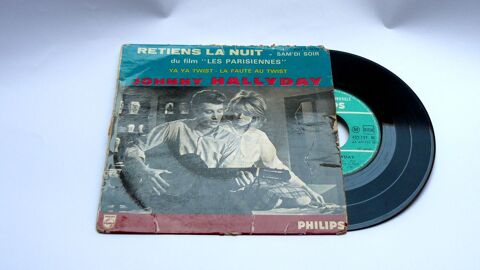 RETIENS LA NUIT - SAM'DI SOIR
du film "LES PARISIENNES"
YA YA TWIST - LA FAUTE AU TWIST
JOHNNY HALLYDAY
PHILIPS